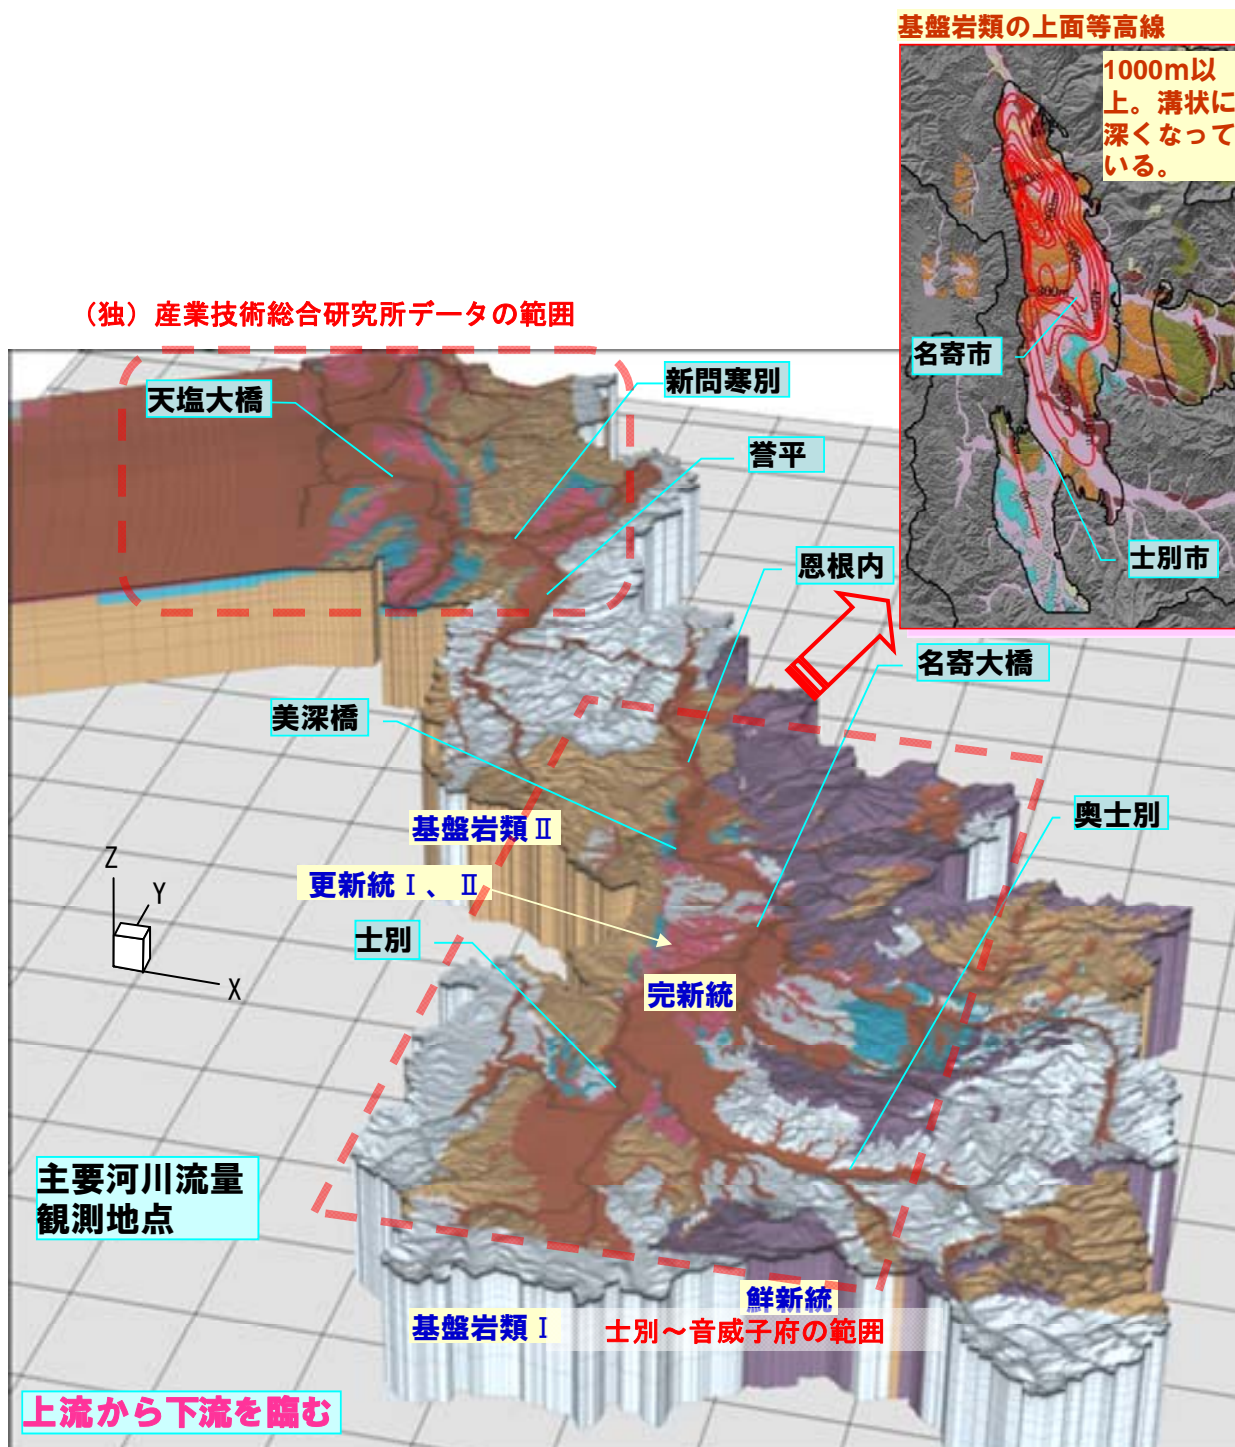 基盤岩類の上面等高線
1000m以
上。溝状に
深くなって
いる。
名寄市
士別市
（独）産業技術総合研究所データの範囲
天塩大橋
新問寒別
誉平
恩根内
名寄大橋
美深橋
奥士別
基盤岩類Ⅱ
更新統Ⅰ、Ⅱ
士別
完新統
Z
Y
X
主要河川流量
観測地点
鮮新統
基盤岩類Ⅰ
士別～音威子府の範囲
上流から下流を臨む